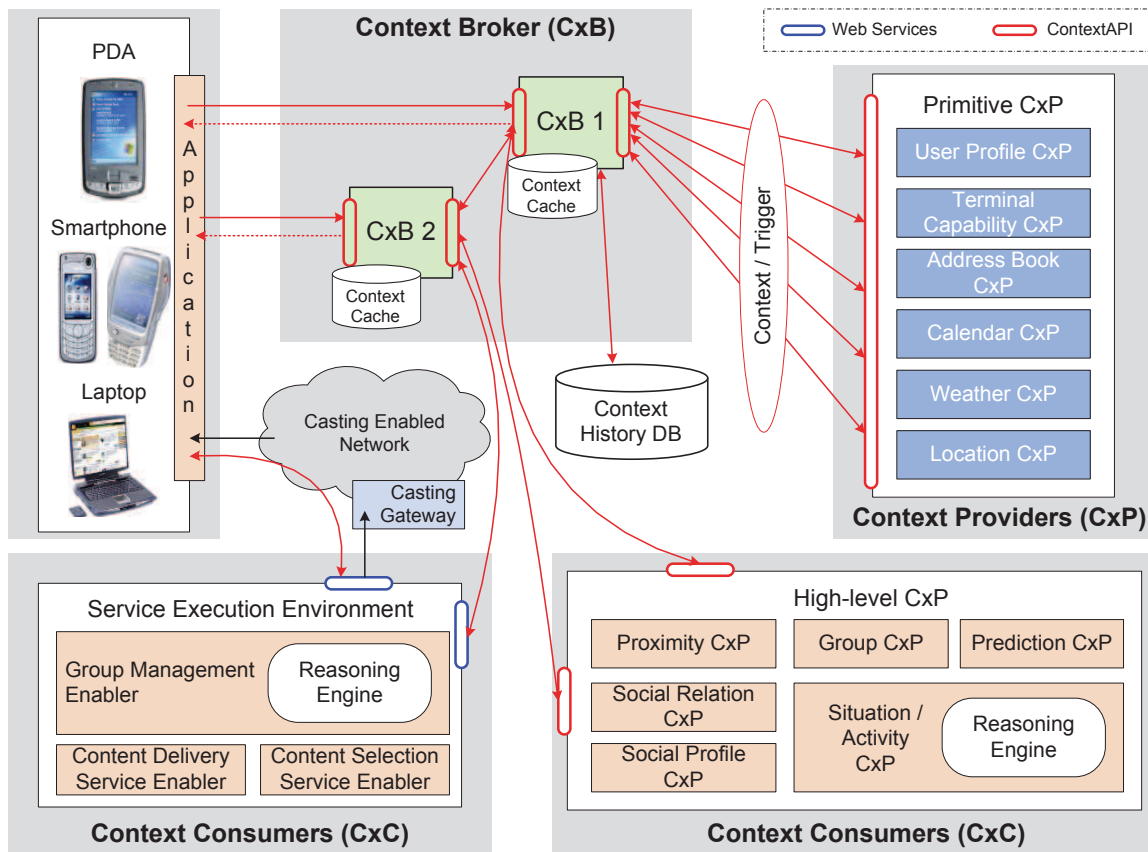 PDA
Smartphone
Laptop
Application
Context Broker (CxB)
CxB 1
Context
Cache
CxB 2
Context
Cache
Context
History DB
Casting Enabled
Network
Casting
Gateway
Web Services
ContextAPI
Context / Trigger
Primitive CxP
User Profile CxP
Terminal
Capability CxP
Address Book
CxP
Calendar CxP
Weather CxP
Location CxP
Context Providers (CxP)
Service Execution Environment
Group Management
Enabler
Reasoning
Engine
Content Delivery
Service Enabler
Content Selection
Service Enabler
Context Consumers (CxC)
High-level CxP
Proximity CxP
Group CxP
Prediction CxP
Social Relation
CxP
Social Profile
CxP
Situation /
Activity
CxP
Reasoning
Engine
Context Consumers (CxC)